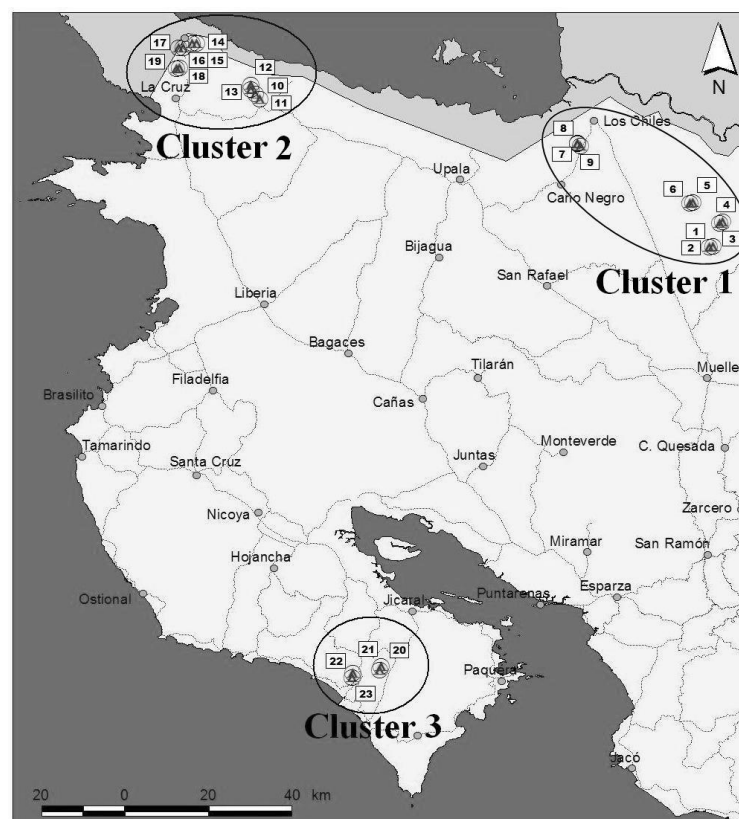 17
14
12
19
16
15
18
10
La Cruz
13
11
N
Cluster 2
8
Los Chiles
7
9
Upala
Cano Negro
6
5
4
1
3
2
Bijagua
San Rafael
Cluster 1
Liberia
Bagaces
Tilarán
Muelle
Filadelfia
Brasilito
Cañas
Tamarindo
Juntas
Monteverde
C. Quesada
Santa Cruz
Nicoya
Zarcero
Hojancha
Miramar
San Ramón
Ostional
Jicaral
Puntarenas
Esparza
21
20
22
23
Paquera
Cluster 3
Jacó
20
0
20
40
km